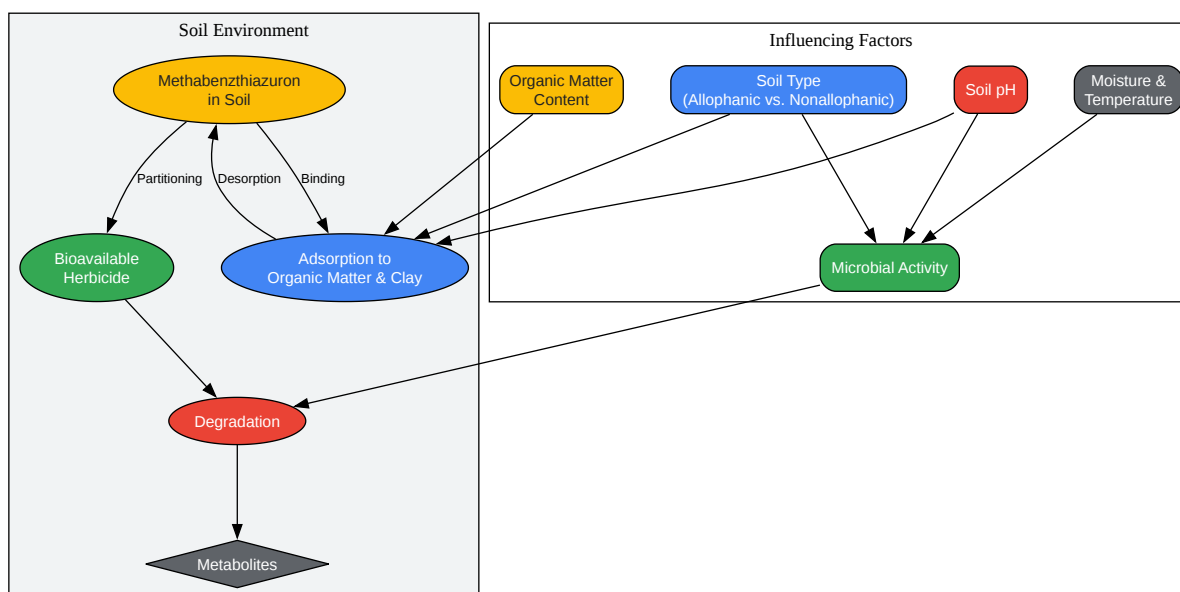 Soil Environment
Methabenzthiazuron
in Soil
Partitioning
Desorption
Binding
Bioavailable
Herbicide
Adsorption to
Organic Matter & Clay
Degradation
Metabolites
Influencing Factors
Organic Matter
Content
Soil Type
(Allophanic vs. Nonallophanic)
Soil pH
Moisture &
Temperature
Microbial Activity